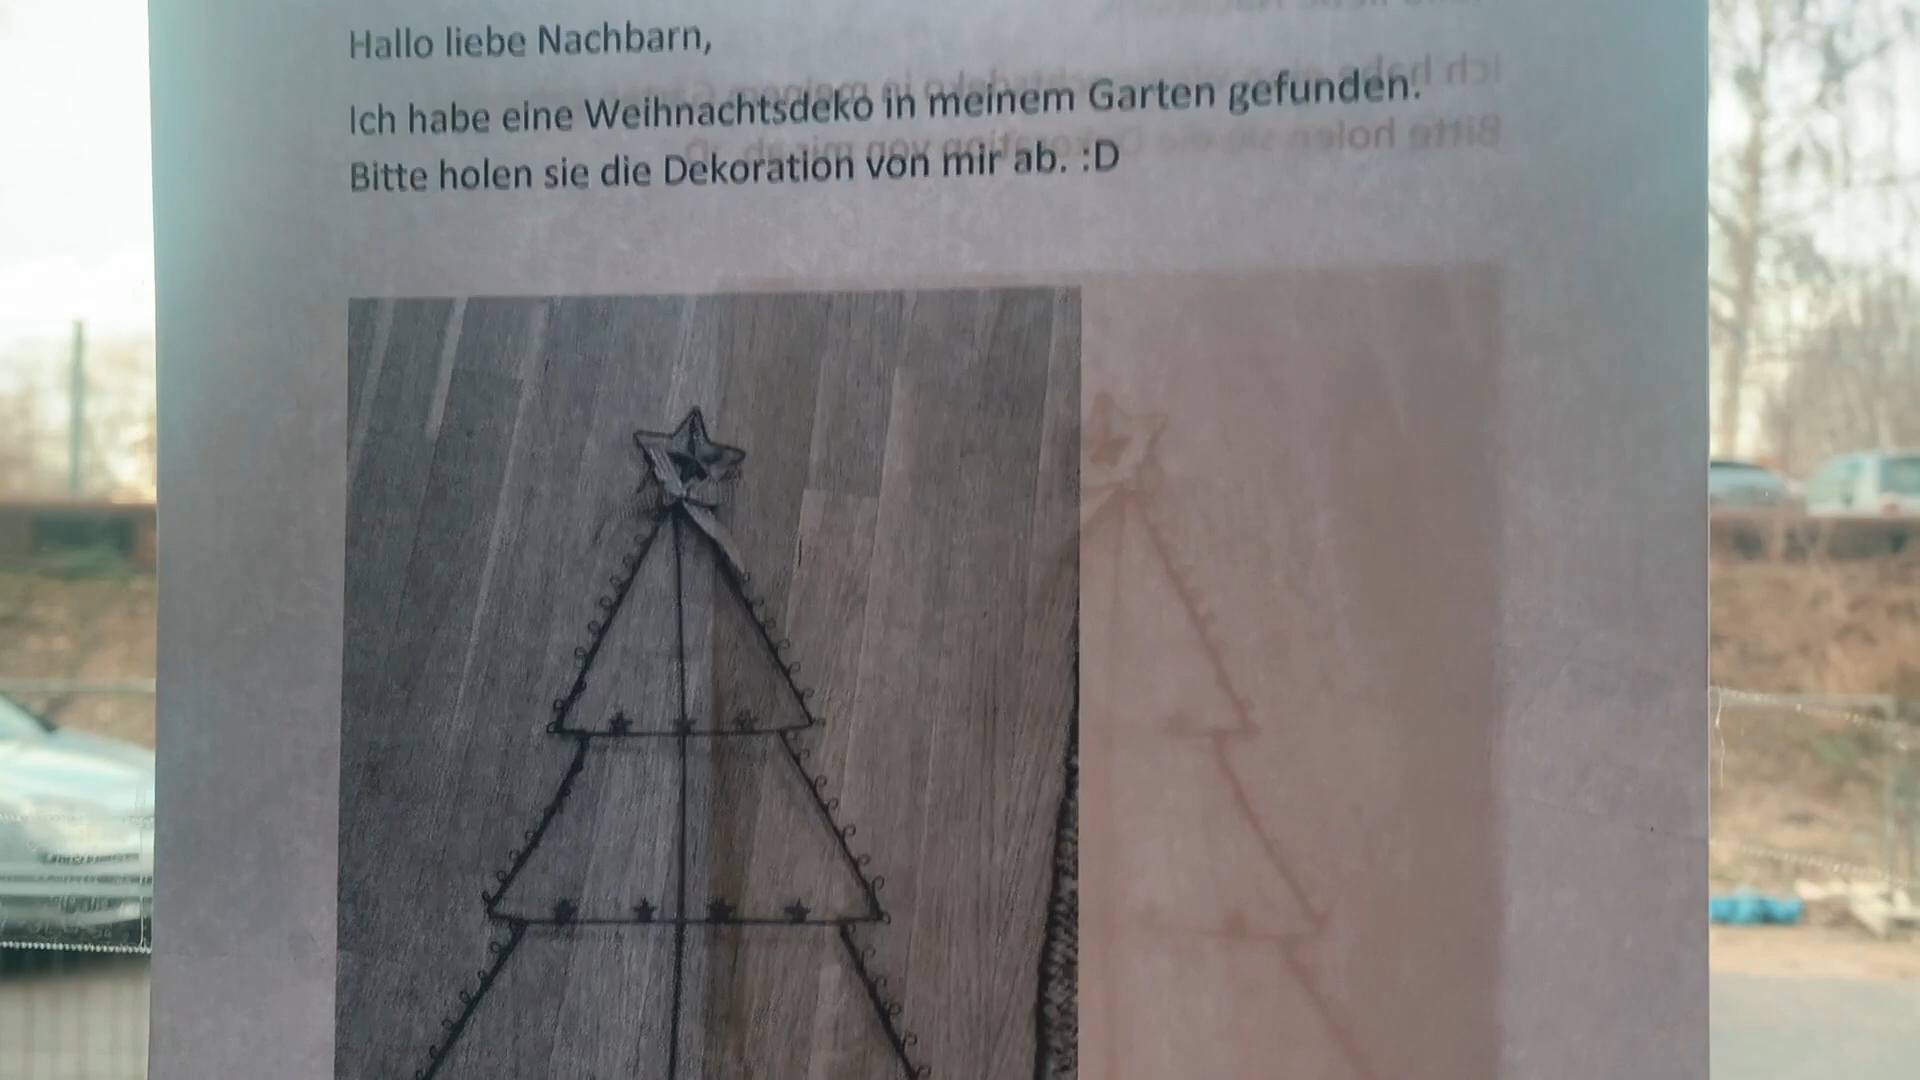 Hallo liebe Nachbarn,
Ich habe eine Weihnachtsdeko in meinem Garten gefunden.
Bitte holen sie die Dekoration von mir ab. :D